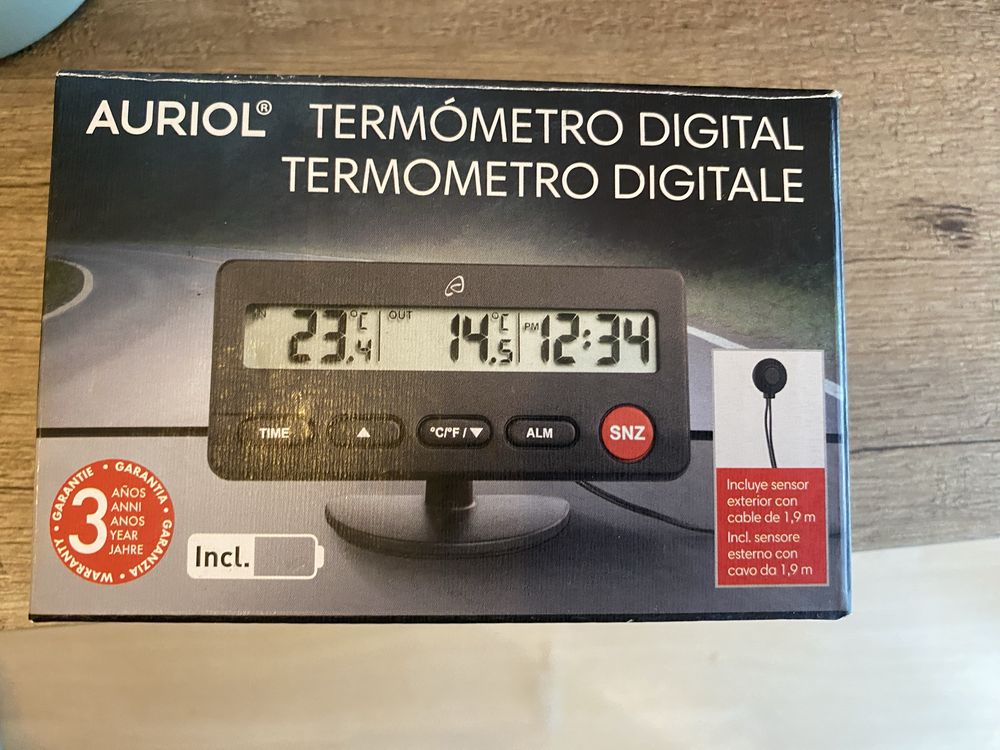 AURIOL®
TERMÓMETRO DIGITAL
TERMOMETRO DIGITALE
IN 23.4 °C OUT 14.5 °C PM 12:34
TIME ▲ °C/°F / ▼ ALM SNZ
GARANTIE • GARANTIA • GARANZIA • WARRANTY •
3
AÑOS
ANNI
ANOS
YEAR
JAHRE
Incl.
Incluye sensor
exterior con
cable de 1,9 m
Incl. sensore
esterno con
cavo da 1,9 m